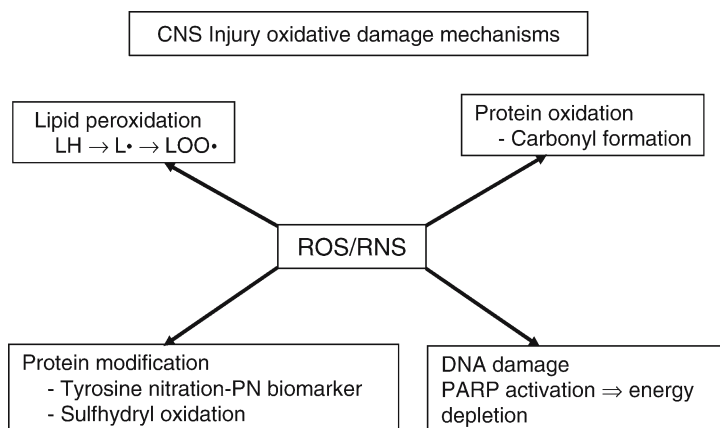 CNS Injury oxidative damage mechanisms
Lipid peroxidation
LH → L• → LOO•
Protein oxidation
- Carbonyl formation
ROS/RNS
Protein modification
- Tyrosine nitration-PN biomarker
- Sulfhydryl oxidation
DNA damage
PARP activation ⇒ energy
depletion